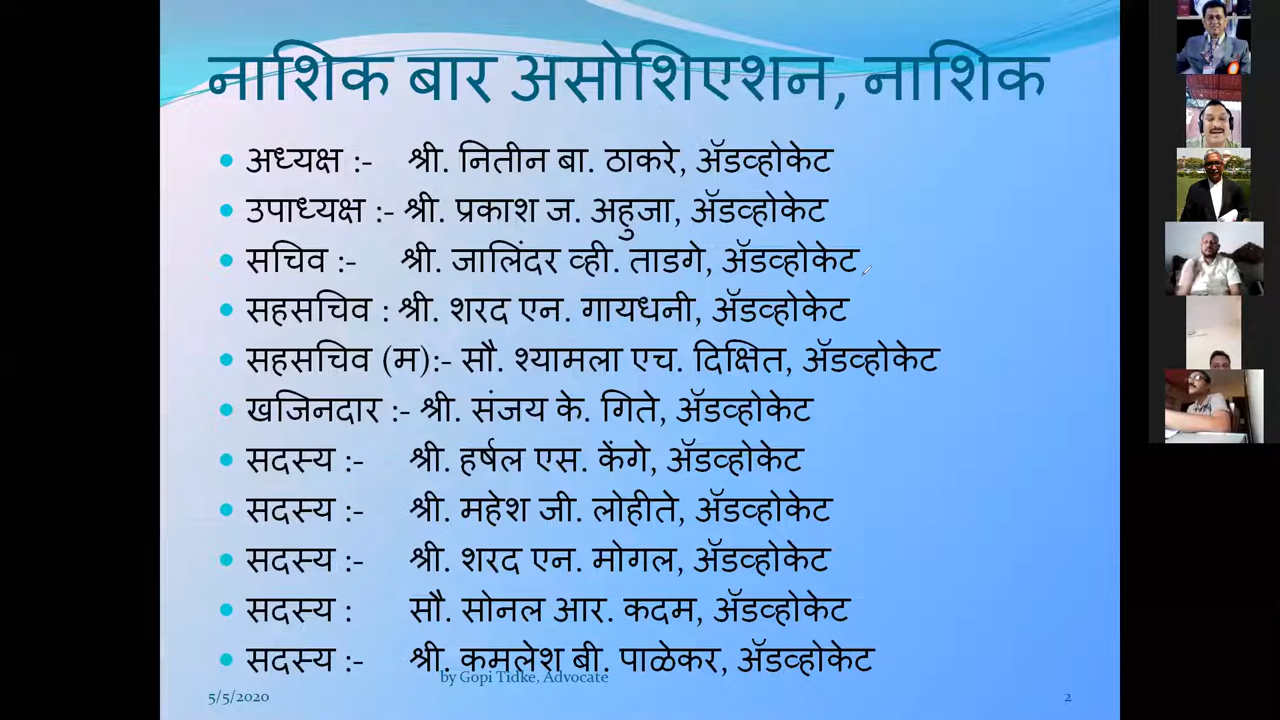 नाशिक बार असोशिएशन, नाशिक
• अध्यक्ष :- श्री. नितीन बा. ठाकरे, ॲडव्होकेट
• उपाध्यक्ष :- श्री. प्रकाश ज. अहुजा, ॲडव्होकेट
• सचिव :- श्री. जालिंदर व्ही. ताडगे, ॲडव्होकेट
• सहसचिव : श्री. शरद एन. गायधनी, ॲडव्होकेट
• सहसचिव (म):- सौ. श्यामला एच. दिक्षित, ॲडव्होकेट
• खजिनदार :- श्री. संजय के. गिते, ॲडव्होकेट
• सदस्य :- श्री. हर्षल एस. केंगे, ॲडव्होकेट
• सदस्य :- श्री. महेश जी. लोहीते, ॲडव्होकेट
• सदस्य :- श्री. शरद एन. मोगल, ॲडव्होकेट
• सदस्य : सौ. सोनल आर. कदम, ॲडव्होकेट
• सदस्य :- श्री. कमलेश बी. पाळेकर, ॲडव्होकेट
by Gopi Tidke, Advocate
5/5/2020 2